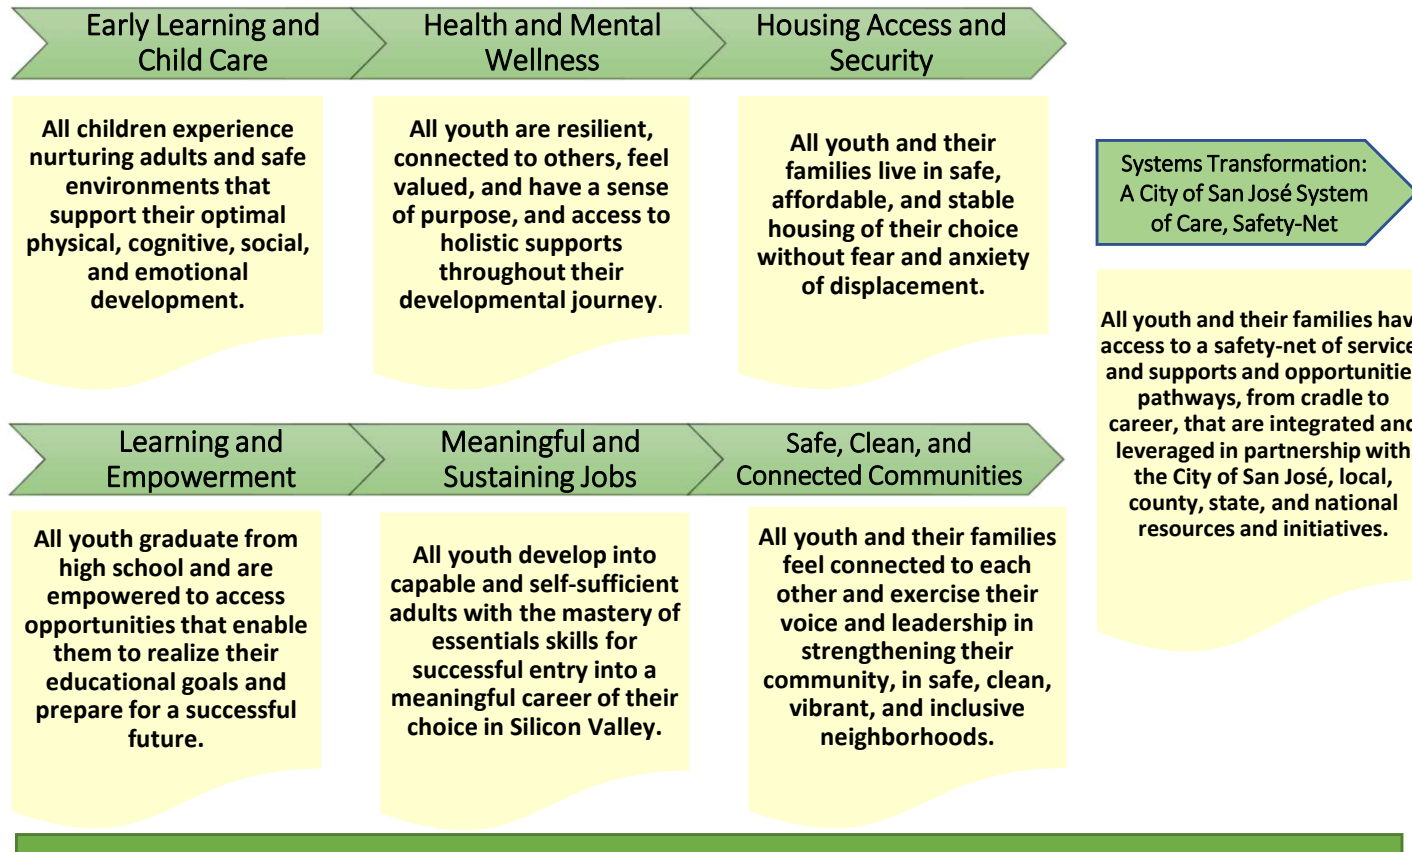 Early Learning and
Child Care
Health and Mental
Wellness
Housing Access and
Security
All children experience
nurturing adults and safe
environments that
support their optimal
physical, cognitive, social,
and emotional
development.
All youth are resilient,
connected to others, feel
valued, and have a sense
of purpose, and access to
holistic supports
throughout their
developmental journey.
All youth and their
families live in safe,
affordable, and stable
housing of their choice
without fear and anxiety
of displacement.
Systems Transformation:
A City of San José System
of Care, Safety-Net
All youth and their families hav
access to a safety-net of service
and supports and opportunitie
pathways, from cradle to
career, that are integrated and
leveraged in partnership with
the City of San José, local,
county, state, and national
resources and initiatives.
Learning and
Empowerment
Meaningful and
Sustaining Jobs
Safe, Clean, and
Connected Communities
All youth graduate from
high school and are
empowered to access
opportunities that enable
them to realize their
educational goals and
prepare for a successful
future.
All youth develop into
capable and self-sufficient
adults with the mastery of
essentials skills for
successful entry into a
meaningful career of their
choice in Silicon Valley.
All youth and their families
feel connected to each
other and exercise their
voice and leadership in
strengthening their
community, in safe, clean,
vibrant, and inclusive
neighborhoods.